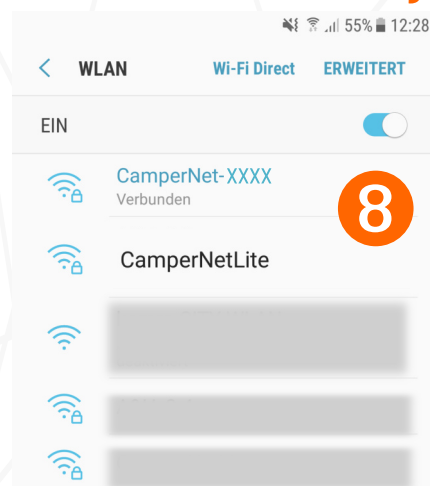 55% 12:28
WLAN Wi-Fi Direct ERWEITERT
EIN
CamperNet-XXXX
Verbunden
8
CamperNetLite